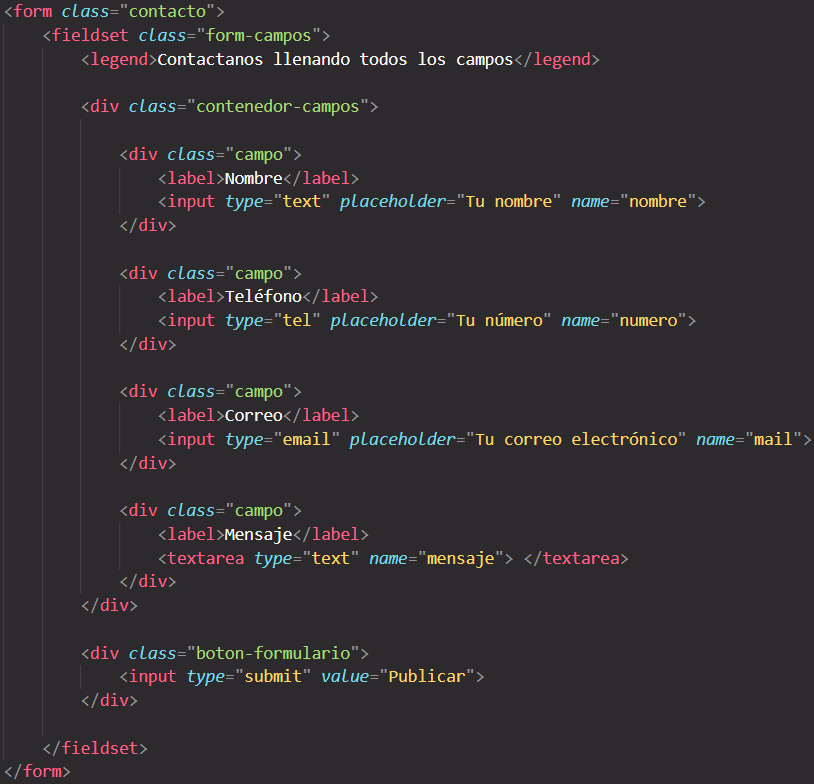 <form class="contacto">
<fieldset class="form-campos">
<legend>Contactanos llenando todos los campos</legend>
<div class="contenedor-campos">
<div class="campo">
<label>Nombre</label>
<input type="text" placeholder="Tu nombre" name="nombre">
</div>
<div class="campo">
<label>Teléfono</label>
<input type="tel" placeholder="Tu número" name="numero">
</div>
<div class="campo">
<label>Correo</label>
<input type="email" placeholder="Tu correo electrónico" name="mail">
</div>
<div class="campo">
<label>Mensaje</label>
<textarea type="text" name="mensaje"> </textarea>
</div>
</div>
<div class="boton-formulario">
<input type="submit" value="Publicar">
</div>
</fieldset>
</form>